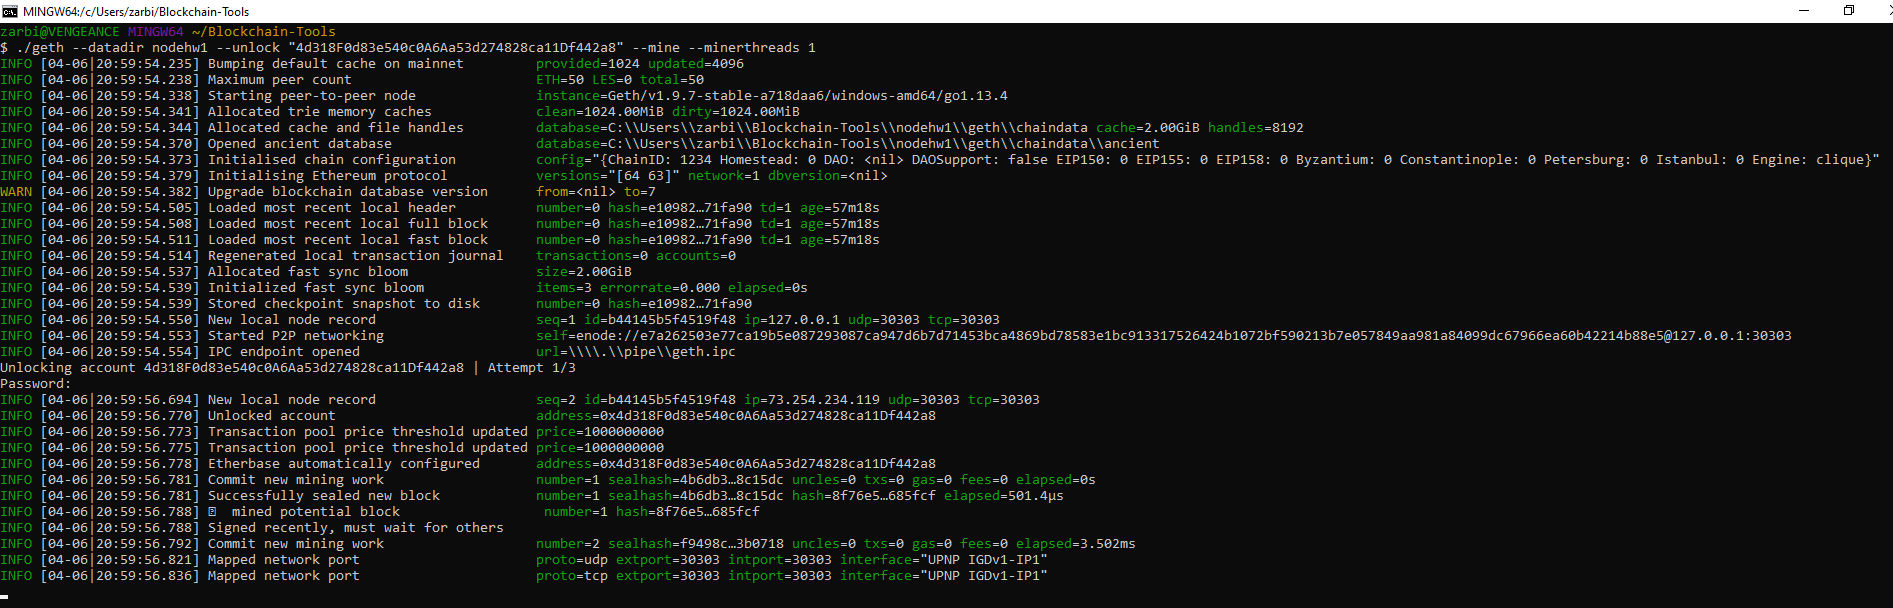 MINGW64:/c/Users/zarbi/Blockchain-Tools
zarbi@VENGEANCE MINGW64 ~/Blockchain-Tools
$ ./geth --datadir nodehw1 --unlock "4d318F0d83e540c0A6Aa53d274828ca11Df442a8" --mine --minerthreads 1
INFO [04-06|20:59:54.235] Bumping default cache on mainnet provided=1024 updated=4096
INFO [04-06|20:59:54.238] Maximum peer count ETH=50 LES=0 total=50
INFO [04-06|20:59:54.338] Starting peer-to-peer node instance=Geth/v1.9.7-stable-a718daa6/windows-amd64/go1.13.4
INFO [04-06|20:59:54.341] Allocated trie memory caches clean=1024.00MiB dirty=1024.00MiB
INFO [04-06|20:59:54.344] Allocated cache and file handles database=C:\\Users\\zarbi\\Blockchain-Tools\\nodehw1\\geth\\chaindata cache=2.00GiB handles=8192
INFO [04-06|20:59:54.370] Opened ancient database database=C:\\Users\\zarbi\\Blockchain-Tools\\nodehw1\\geth\\chaindata\\ancient
INFO [04-06|20:59:54.373] Initialised chain configuration config="{ChainID: 1234 Homestead: 0 DAO: <nil> DAOSupport: false EIP150: 0 EIP155: 0 EIP158: 0 Byzantium: 0 Constantinople: 0 Petersburg: 0 Istanbul: 0 Engine: clique}"
INFO [04-06|20:59:54.379] Initialising Ethereum protocol versions="[64 63]" network=1 dbversion=<nil>
WARN [04-06|20:59:54.382] Upgrade blockchain database version from=<nil> to=7
INFO [04-06|20:59:54.505] Loaded most recent local header number=0 hash=e10982…71fa90 td=1 age=57m18s
INFO [04-06|20:59:54.508] Loaded most recent local full block number=0 hash=e10982…71fa90 td=1 age=57m18s
INFO [04-06|20:59:54.511] Loaded most recent local fast block number=0 hash=e10982…71fa90 td=1 age=57m18s
INFO [04-06|20:59:54.514] Regenerated local transaction journal transactions=0 accounts=0
INFO [04-06|20:59:54.537] Allocated fast sync bloom size=2.00GiB
INFO [04-06|20:59:54.539] Initialized fast sync bloom items=3 errorrate=0.000 elapsed=0s
INFO [04-06|20:59:54.539] Stored checkpoint snapshot to disk number=0 hash=e10982…71fa90
INFO [04-06|20:59:54.550] New local node record seq=1 id=b44145b5f4519f48 ip=127.0.0.1 udp=30303 tcp=30303
INFO [04-06|20:59:54.553] Started P2P networking self=enode://e7a262503e77ca19b5e087293087ca947d6b7d71453bca4869bd78583e1bc913317526424b1072bf590213b7e057849aa981a84099dc67966ea60b42214b88e5@127.0.0.1:30303
INFO [04-06|20:59:54.554] IPC endpoint opened url=\\\\.\\pipe\\geth.ipc
Unlocking account 4d318F0d83e540c0A6Aa53d274828ca11Df442a8 | Attempt 1/3
Password:
INFO [04-06|20:59:56.694] New local node record seq=2 id=b44145b5f4519f48 ip=73.254.234.119 udp=30303 tcp=30303
INFO [04-06|20:59:56.770] Unlocked account address=0x4d318F0d83e540c0A6Aa53d274828ca11Df442a8
INFO [04-06|20:59:56.773] Transaction pool price threshold updated price=1000000000
INFO [04-06|20:59:56.775] Transaction pool price threshold updated price=1000000000
INFO [04-06|20:59:56.778] Etherbase automatically configured address=0x4d318F0d83e540c0A6Aa53d274828ca11Df442a8
INFO [04-06|20:59:56.781] Commit new mining work number=1 sealhash=4b6db3…8c15dc uncles=0 txs=0 gas=0 fees=0 elapsed=0s
INFO [04-06|20:59:56.781] Successfully sealed new block number=1 sealhash=4b6db3…8c15dc hash=8f76e5…685fcf elapsed=501.4µs
INFO [04-06|20:59:56.788] mined potential block number=1 hash=8f76e5…685fcf
INFO [04-06|20:59:56.788] Signed recently, must wait for others
INFO [04-06|20:59:56.792] Commit new mining work number=2 sealhash=f9498c…3b0718 uncles=0 txs=0 gas=0 fees=0 elapsed=3.502ms
INFO [04-06|20:59:56.821] Mapped network port proto=udp extport=30303 intport=30303 interface="UPNP IGDv1-IP1"
INFO [04-06|20:59:56.836] Mapped network port proto=tcp extport=30303 intport=30303 interface="UPNP IGDv1-IP1"